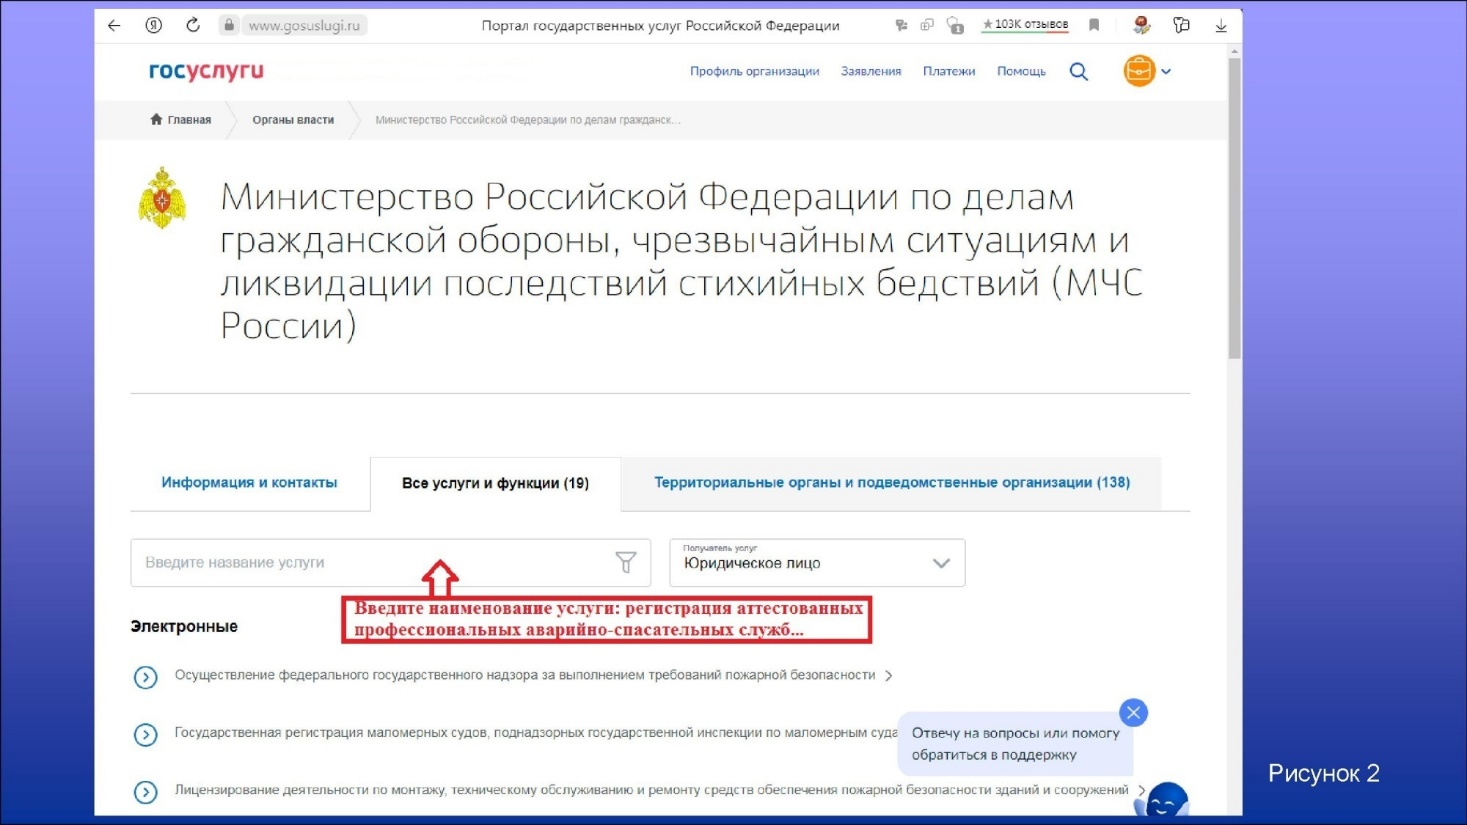 www.gosuslugi.ru
Портал государственных услуг Российской Федерации
★ 103K отзывов
1
госуслуги
Профиль организации
Заявления
Платежи
Помощь
Главная
Органы власти
Министерство Российской Федерации по делам гражданск...
Министерство Российской Федерации по делам
гражданской обороны, чрезвычайным ситуациям и
ликвидации последствий стихийных бедствий (МЧС
России)
Информация и контакты
Все услуги и функции (19)
Территориальные органы и подведомственные организации (138)
Введите название услуги
Получатель услуг
Юридическое лицо
Введите наименование услуги: регистрация аттестованных
профессиональных аварийно-спасательных служб...
Электронные
Осуществление федерального государственного надзора за выполнением требований пожарной безопасности
Государственная регистрация маломерных судов, поднадзорных государственной инспекции по маломерным суда
Отвечу на вопросы или помогу
обратиться в поддержку
Лицензирование деятельности по монтажу, техническому обслуживанию и ремонту средств обеспечения пожарной безопасности зданий и сооружений
Рисунок 2